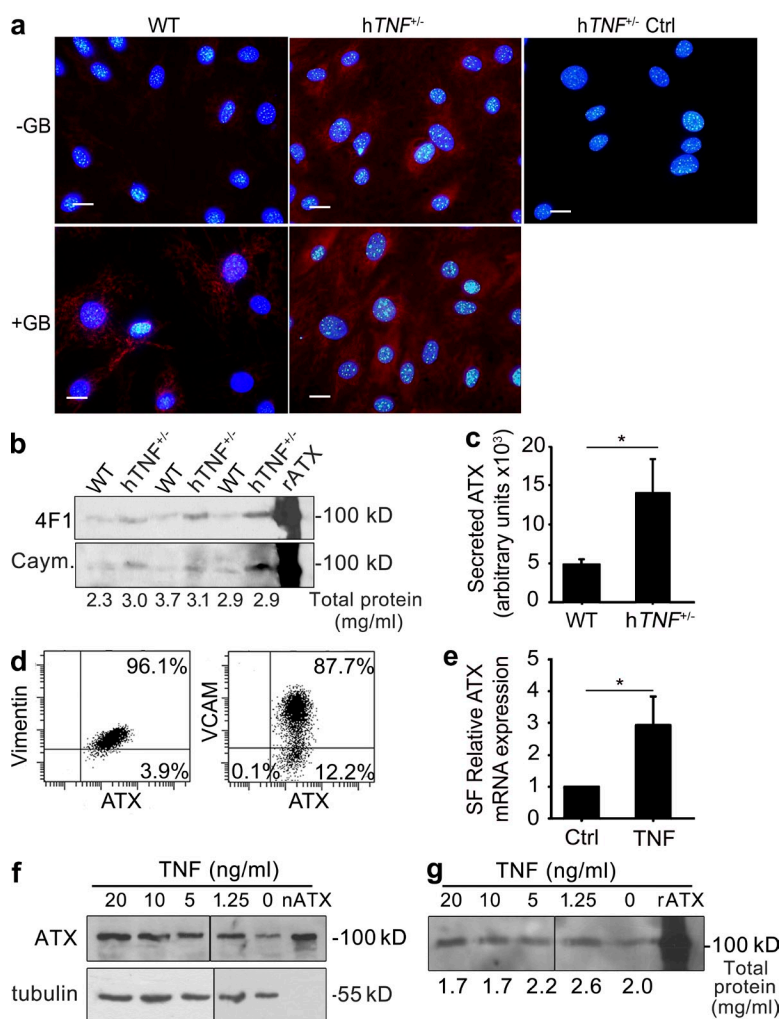 a
WT
hTNF+/-
hTNF+/- Ctrl
-GB
+GB
b
WT
hTNF+/-
WT
hTNF+/-
WT
hTNF+/-
rATX
4F1
-100 kD
Caym.
-100 kD
2.3 3.0 3.7 3.1 2.9 2.9 Total protein
(mg/ml)
c
Secreted ATX
(arbitrary units x10³)
20
15
10
5
0
*
WT hTNF+/-
d
Vimentin
96.1%
3.9%
ATX
VCAM
87.7%
0.1% 12.2%
ATX
e
SF Relative ATX
mRNA expression
5
4
3
2
1
0
*
Ctrl TNF
f
TNF (ng/ml)
20 10 5 1.25 0 nATX
ATX
-100 kD
tubulin
-55 kD
g
TNF (ng/ml)
20 10 5 1.25 0 rATX
-100 kD
1.7 1.7 2.2 2.6 2.0 Total
protein
(mg/ml)